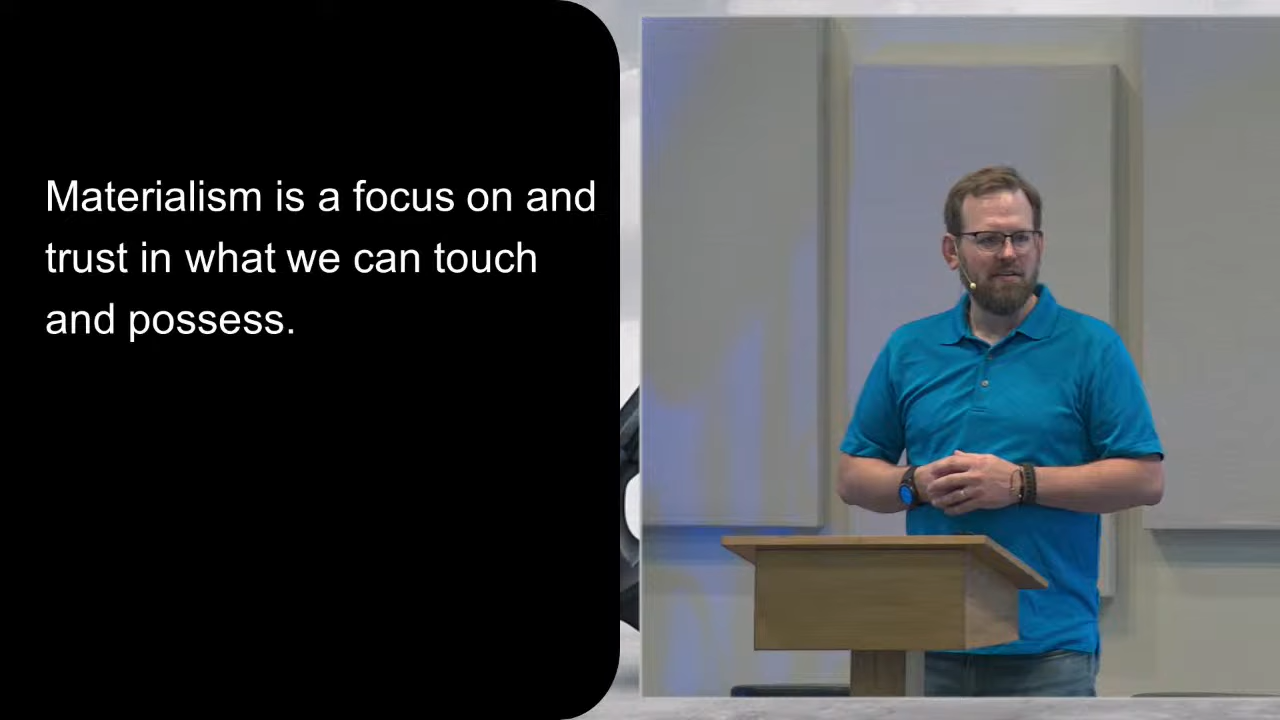 Materialism is a focus on and
trust in what we can touch
and possess.